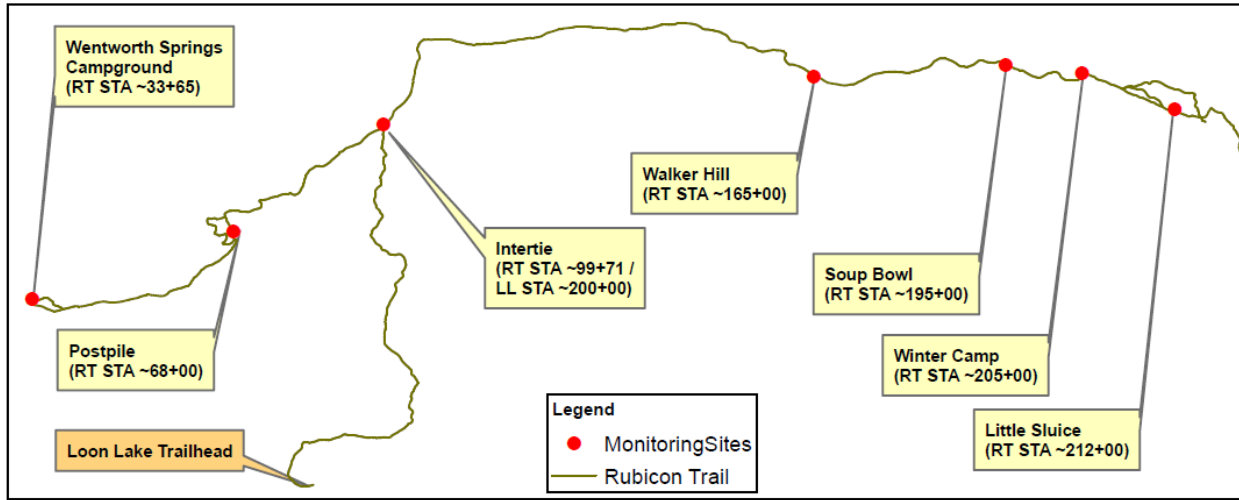 Wentworth Springs
Campground
(RT STA ~33+65)
Walker Hill
(RT STA ~165+00)
Intertie
(RT STA ~99+71 /
LL STA ~200+00)
Soup Bowl
(RT STA ~195+00)
Postpile
(RT STA ~68+00)
Winter Camp
(RT STA ~205+00)
Loon Lake Trailhead
Legend
MonitoringSites
Rubicon Trail
Little Sluice
(RT STA ~212+00)